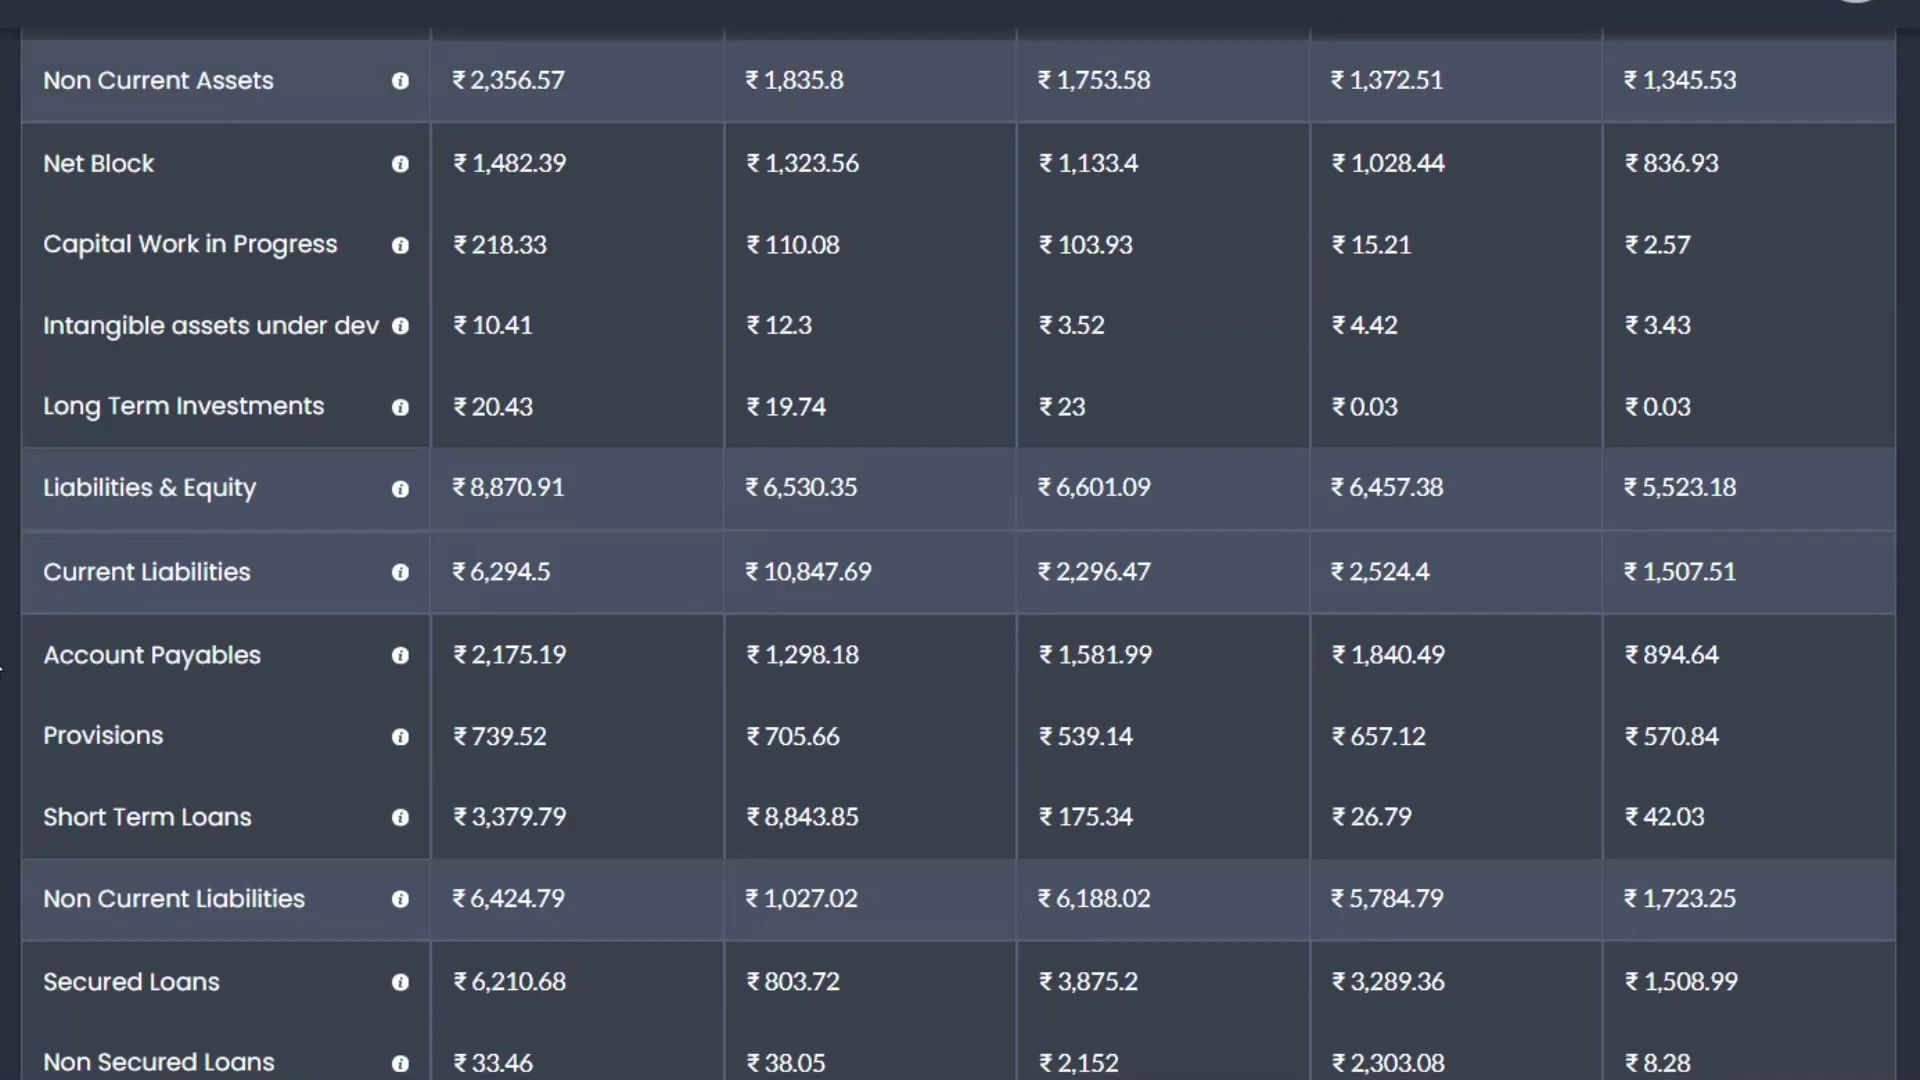 Non Current Assets ₹ 2,356.57 ₹ 1,835.8 ₹ 1,753.58 ₹ 1,372.51 ₹ 1,345.53
Net Block ₹ 1,482.39 ₹ 1,323.56 ₹ 1,133.4 ₹ 1,028.44 ₹ 836.93
Capital Work in Progress ₹ 218.33 ₹ 110.08 ₹ 103.93 ₹ 15.21 ₹ 2.57
Intangible assets under dev ₹ 10.41 ₹ 12.3 ₹ 3.52 ₹ 4.42 ₹ 3.43
Long Term Investments ₹ 20.43 ₹ 19.74 ₹ 23 ₹ 0.03 ₹ 0.03
Liabilities & Equity ₹ 8,870.91 ₹ 6,530.35 ₹ 6,601.09 ₹ 6,457.38 ₹ 5,523.18
Current Liabilities ₹ 6,294.5 ₹ 10,847.69 ₹ 2,296.47 ₹ 2,524.4 ₹ 1,507.51
Account Payables ₹ 2,175.19 ₹ 1,298.18 ₹ 1,581.99 ₹ 1,840.49 ₹ 894.64
Provisions ₹ 739.52 ₹ 705.66 ₹ 539.14 ₹ 657.12 ₹ 570.84
Short Term Loans ₹ 3,379.79 ₹ 8,843.85 ₹ 175.34 ₹ 26.79 ₹ 42.03
Non Current Liabilities ₹ 6,424.79 ₹ 1,027.02 ₹ 6,188.02 ₹ 5,784.79 ₹ 1,723.25
Secured Loans ₹ 6,210.68 ₹ 803.72 ₹ 3,875.2 ₹ 3,289.36 ₹ 1,508.99
Non Secured Loans ₹ 33.46 ₹ 38.05 ₹ 2,152 ₹ 2,303.08 ₹ 8.28